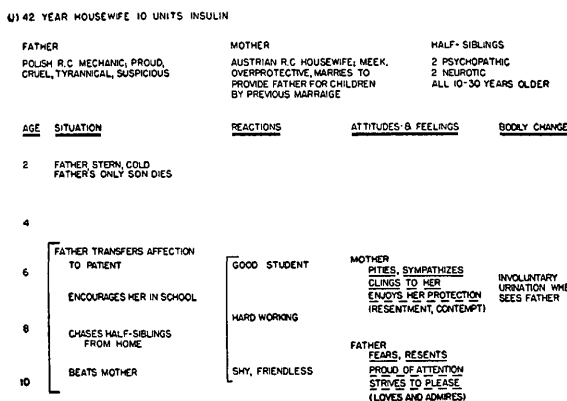 (J) 42 YEAR HOUSEWIFE 10 UNITS INSULIN
FATHER
POLISH R.C MECHANIC; PROUD,
CRUEL, TYRANNICAL, SUSPICIOUS
MOTHER
AUSTRIAN R.C HOUSEWIFE; MEEK,
OVERPROTECTIVE, MARRIES TO
PROVIDE FATHER FOR CHILDREN
BY PREVIOUS MARRAIGE
HALF-SIBLINGS
2 PSYCHOPATHIC
2 NEUROTIC
ALL 10-30 YEARS OLDER
AGE SITUATION REACTIONS ATTITUDES & FEELINGS BODILY CHANGE
2 FATHER STERN, COLD
FATHER'S ONLY SON DIES
4
FATHER TRANSFERS AFFECTION
TO PATIENT
6
ENCOURAGES HER IN SCHOOL
8
CHASES HALF-SIBLINGS
FROM HOME
BEATS MOTHER
10
GOOD STUDENT
HARD WORKING
SHY, FRIENDLESS
MOTHER
PITIES, SYMPATHIZES
CLINGS TO HER
ENJOYS HER PROTECTION
(RESENTMENT, CONTEMPT)
FATHER
FEARS, RESENTS
PROUD OF ATTENTION
STRIVES TO PLEASE
(LOVES AND ADMIRES)
INVOLUNTARY
URINATION WHE
SEES FATHER